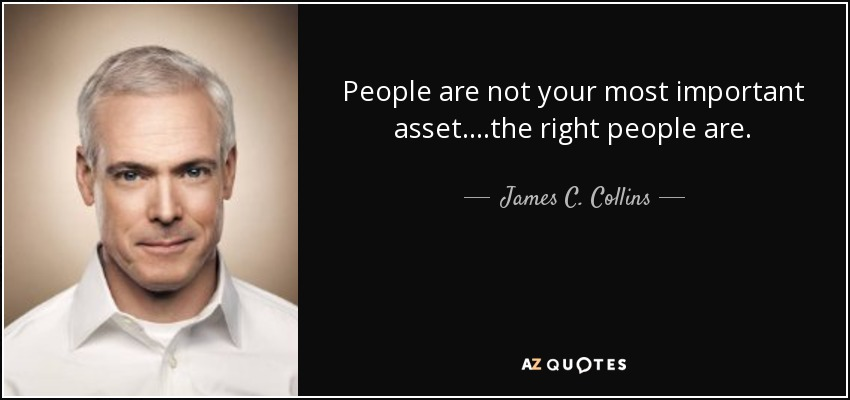 People are not your most important
asset....the right people are.
James C. Collins
AZ QUOTES